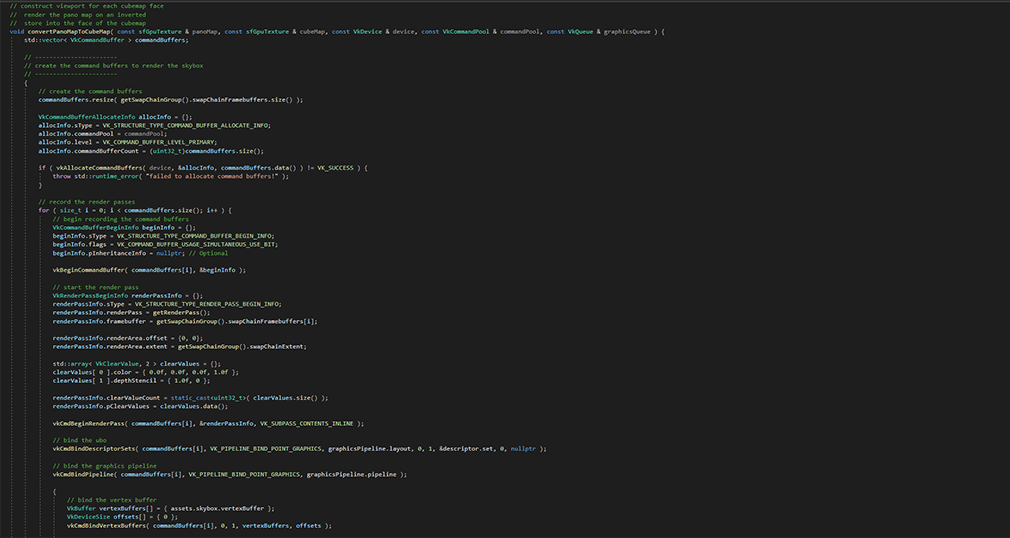 // construct viewport for each cubemap face
// render the pano map on an inverted
// store into the face of the cubemap
void convertPanoMapToCubeMap( const sfGpuTexture & panoMap, const sfGpuTexture & cubeMap, const VkDevice & device, const VkCommandPool & commandPool, const VkQueue & graphicsQueue ) {
std::vector< VkCommandBuffer > commandBuffers;
// -----------------------
// create the command buffers to render the skybox
// -----------------------
{
// create the command buffers
commandBuffers.resize( getSwapChainGroup().swapChainFramebuffers.size() );
VkCommandBufferAllocateInfo allocInfo = {};
allocInfo.sType = VK_STRUCTURE_TYPE_COMMAND_BUFFER_ALLOCATE_INFO;
allocInfo.commandPool = commandPool;
allocInfo.level = VK_COMMAND_BUFFER_LEVEL_PRIMARY;
allocInfo.commandBufferCount = (uint32_t)commandBuffers.size();
if ( vkAllocateCommandBuffers( device, &allocInfo, commandBuffers.data() ) != VK_SUCCESS ) {
throw std::runtime_error( "failed to allocate command buffers!" );
}
// record the render passes
for ( size_t i = 0; i < commandBuffers.size(); i++ ) {
// begin recording the command buffers
VkCommandBufferBeginInfo beginInfo = {};
beginInfo.sType = VK_STRUCTURE_TYPE_COMMAND_BUFFER_BEGIN_INFO;
beginInfo.flags = VK_COMMAND_BUFFER_USAGE_SIMULTANEOUS_USE_BIT;
beginInfo.pInheritanceInfo = nullptr; // Optional
vkBeginCommandBuffer( commandBuffers[i], &beginInfo );
// start the render pass
VkRenderPassBeginInfo renderPassInfo = {};
renderPassInfo.sType = VK_STRUCTURE_TYPE_RENDER_PASS_BEGIN_INFO;
renderPassInfo.renderPass = getRenderPass();
renderPassInfo.framebuffer = getSwapChainGroup().swapChainFramebuffers[i];
renderPassInfo.renderArea.offset = {0, 0};
renderPassInfo.renderArea.extent = getSwapChainGroup().swapChainExtent;
std::array< VkClearValue, 2 > clearValues = {};
clearValues[ 0 ].color = { 0.0f, 0.0f, 0.0f, 1.0f };
clearValues[ 1 ].depthStencil = { 1.0f, 0 };
renderPassInfo.clearValueCount = static_cast<uint32_t>( clearValues.size() );
renderPassInfo.pClearValues = clearValues.data();
vkCmdBeginRenderPass( commandBuffers[i], &renderPassInfo, VK_SUBPASS_CONTENTS_INLINE );
// bind the ubo
vkCmdBindDescriptorSets( commandBuffers[i], VK_PIPELINE_BIND_POINT_GRAPHICS, graphicsPipeline.layout, 0, 1, &descriptor.set, 0, nullptr );
// bind the graphics pipeline
vkCmdBindPipeline( commandBuffers[i], VK_PIPELINE_BIND_POINT_GRAPHICS, graphicsPipeline.pipeline );
{
// bind the vertex buffer
VkBuffer vertexBuffers[] = { assets.skybox.vertexBuffer };
VkDeviceSize offsets[] = { 0 };
vkCmdBindVertexBuffers( commandBuffers[i], 0, 1, vertexBuffers, offsets );